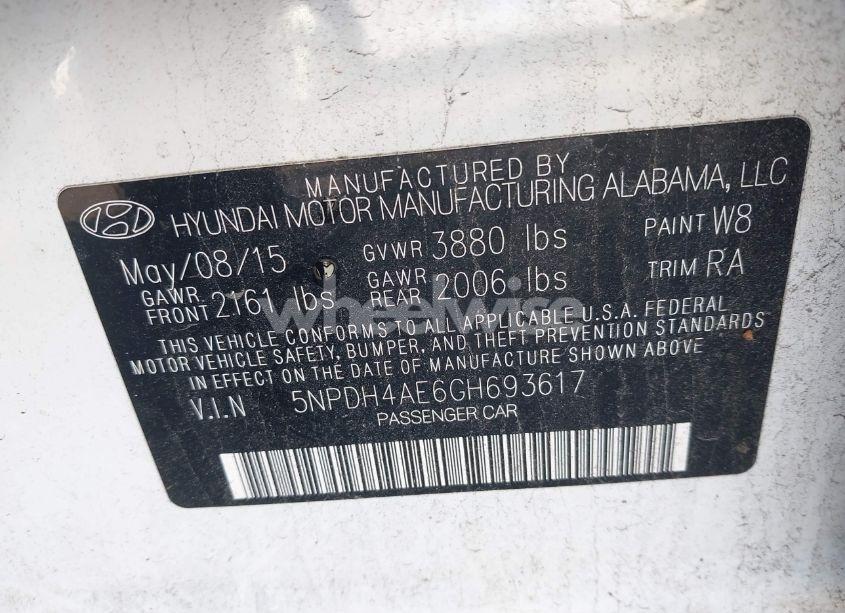 MANUFACTURED BY
HYUNDAI MOTOR MANUFACTURING ALABAMA, LLC
May/08/15 GVWR 3880 lbs PAINT W8
GAWR FRONT 2161 lbs GAWR REAR 2006 lbs TRIM RA
wheelwise
THIS VEHICLE CONFORMS TO ALL APPLICABLE U.S.A. FEDERAL
MOTOR VEHICLE SAFETY, BUMPER, AND THEFT PREVENTION STANDARDS
IN EFFECT ON THE DATE OF MANUFACTURE SHOWN ABOVE
V.I.N 5NPDH4AE6GH693617
PASSENGER CAR